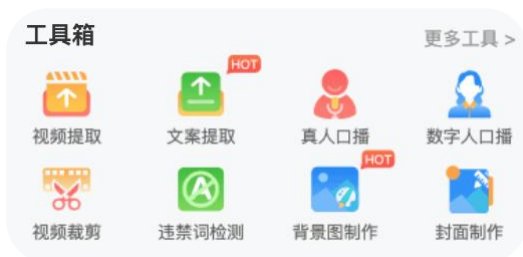 工具箱
更多工具 >
HOT
视频提取 文案提取 真人口播 数字人口播
HOT
视频裁剪 违禁词检测 背景图制作 封面制作